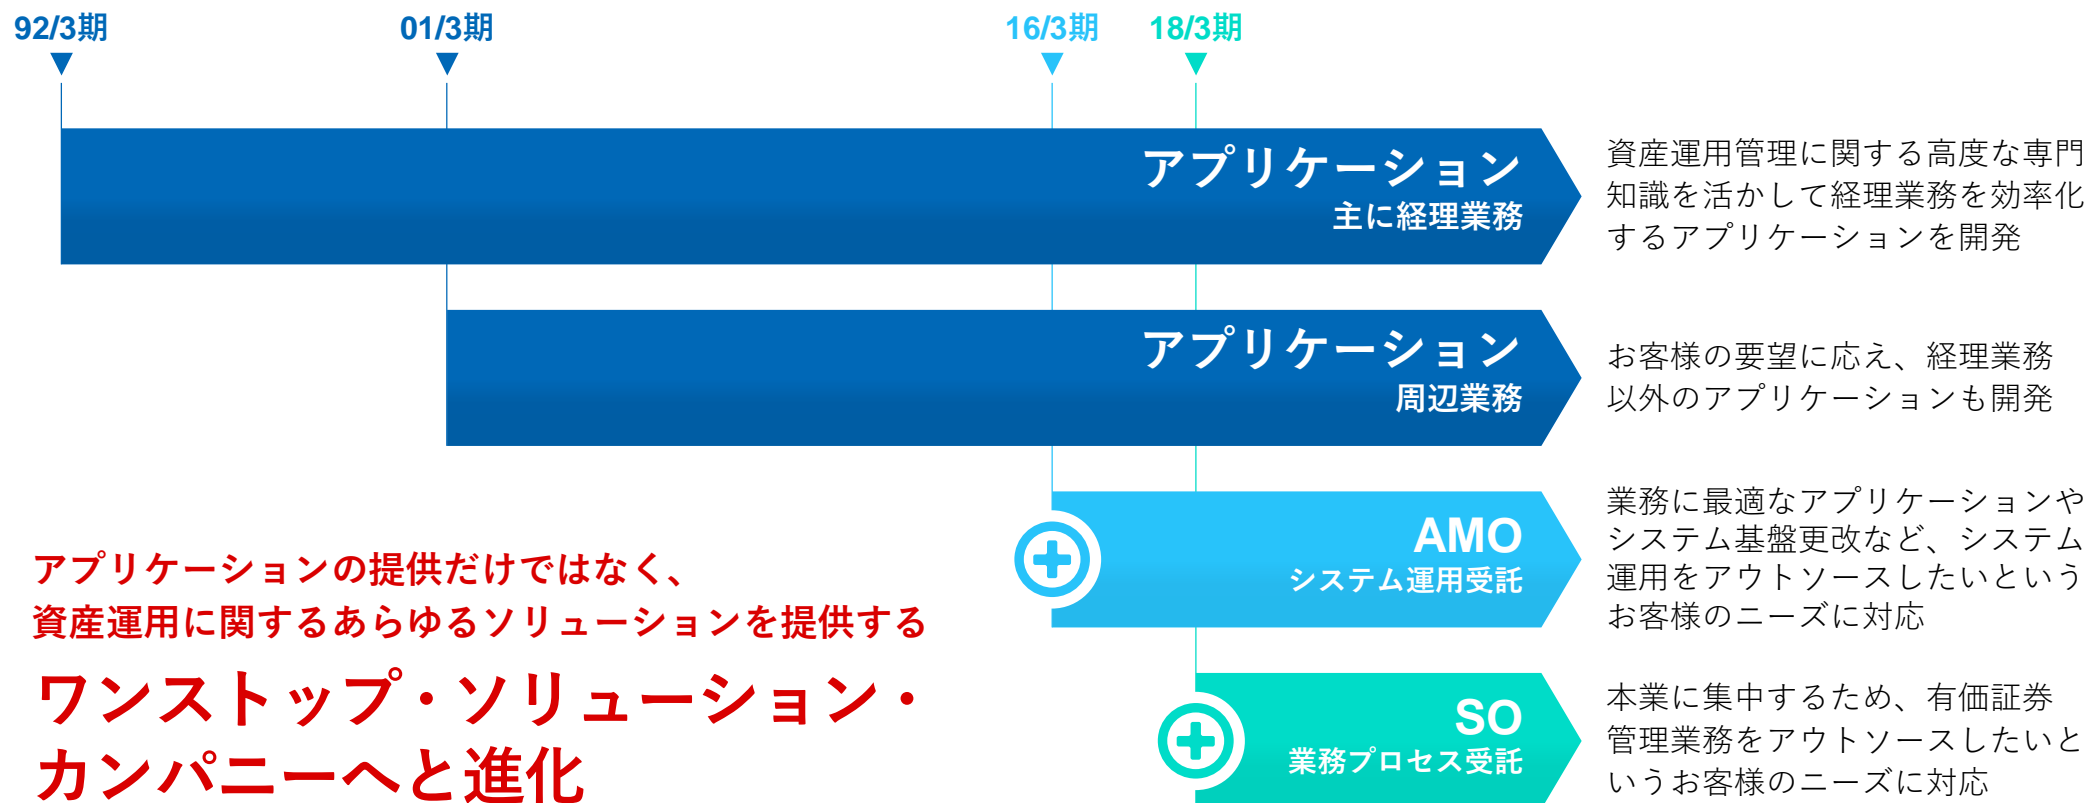 92/3期
01/3期
16/3期
18/3期
アプリケーション
主に経理業務
資産運用管理に関する高度な専門
知識を活かして経理業務を効率化
するアプリケーションを開発
アプリケーション
周辺業務
お客様の要望に応え、経理業務
以外のアプリケーションも開発
AMO
システム運用受託
業務に最適なアプリケーションや
システム基盤更改など、システム
運用をアウトソースしたいという
お客様のニーズに対応
アプリケーションの提供だけではなく、
資産運用に関するあらゆるソリューションを提供する
ワンストップ・ソリューション・
カンパニーへと進化
SO
業務プロセス受託
本業に集中するため、有価証券
管理業務をアウトソースしたいと
いうお客様のニーズに対応